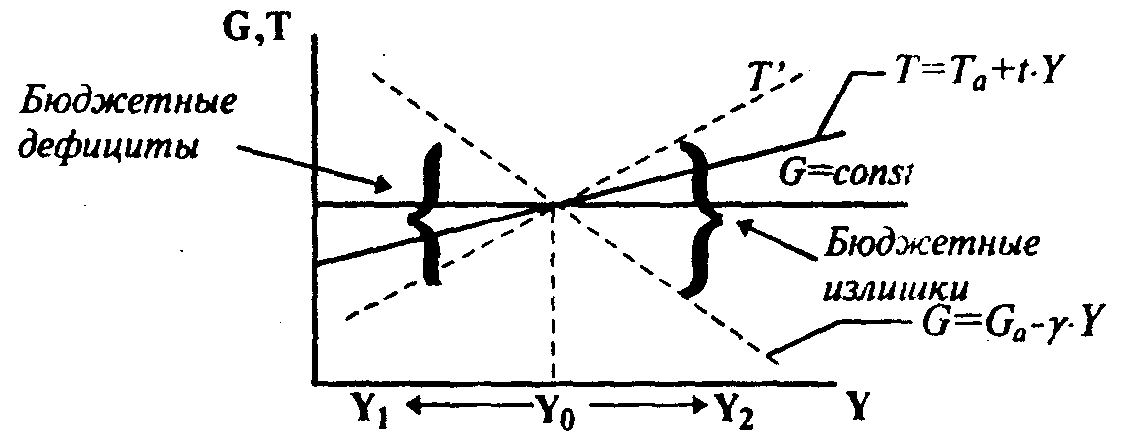 G,T
T'
T=Tₐ+t·Y
Бюджетные
дефициты
G=const
Бюджетные
излишки
G=Gₐ-γ·Y
Y₁
Y₀
Y₂
Y